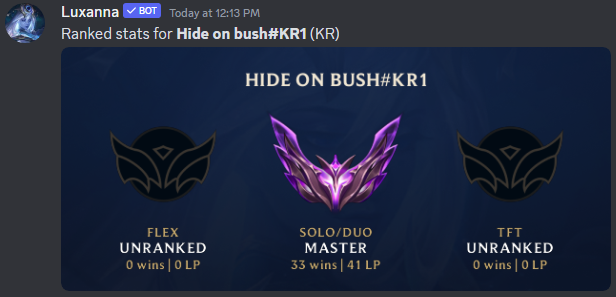 Luxanna ✓ BOT Today at 12:13 PM
Ranked stats for Hide on bush#KR1 (KR)
HIDE ON BUSH#KR1
FLEX
UNRANKED
0 wins | 0 LP
SOLO/DUO
MASTER
33 wins | 41 LP
TFT
UNRANKED
0 wins | 0 LP